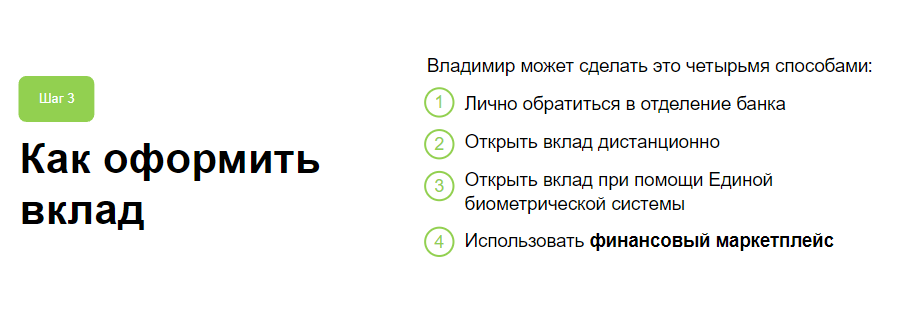 Шаг 3
Как оформить
вклад
Владимир может сделать это четырьмя способами:
1 Лично обратиться в отделение банка
2 Открыть вклад дистанционно
3 Открыть вклад при помощи Единой
биометрической системы
4 Использовать финансовый маркетплейс